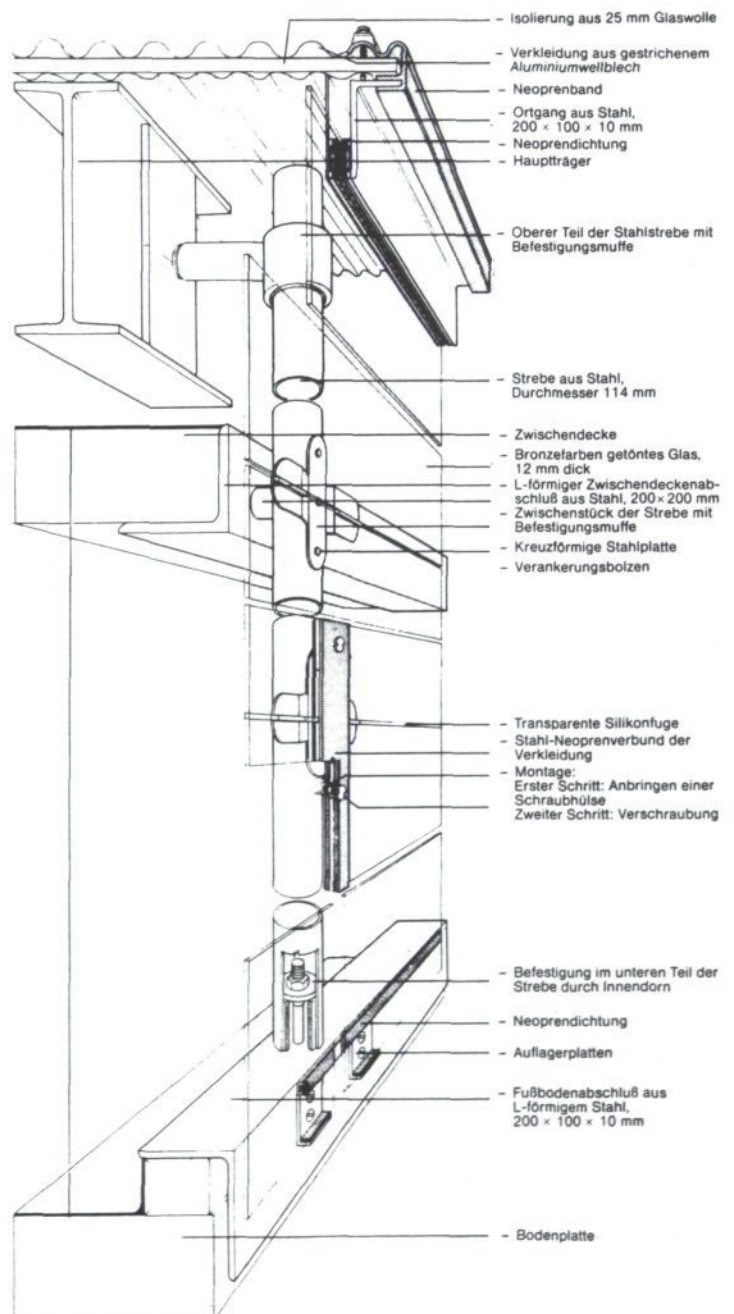 - Isolierung aus 25 mm Glaswolle
- Verkleidung aus gestrichenem
Aluminiumwellblech
- Neoprenband
- Ortgang aus Stahl,
200 × 100 × 10 mm
- Neoprendichtung
- Hauptträger
- Oberer Teil der Stahlstrebe mit
Befestigungsmuffe
- Strebe aus Stahl,
Durchmesser 114 mm
- Zwischendecke
- Bronzefarben getöntes Glas,
12 mm dick
- L-förmiger Zwischendeckenab-
schluß aus Stahl, 200×200 mm
- Zwischenstück der Strebe mit
Befestigungsmuffe
- Kreuzförmige Stahlplatte
- Verankerungsbolzen
- Transparente Silikonfuge
- Stahl-Neoprenverbund der
Verkleidung
- Montage:
Erster Schritt: Anbringen einer
Schraubhülse
Zweiter Schritt: Verschraubung
- Befestigung im unteren Teil der
Strebe durch Innendorn
- Neoprendichtung
- Auflagerplatten
- Fußbodenabschluß aus
L-förmigem Stahl,
200 × 100 × 10 mm
- Bodenplatte